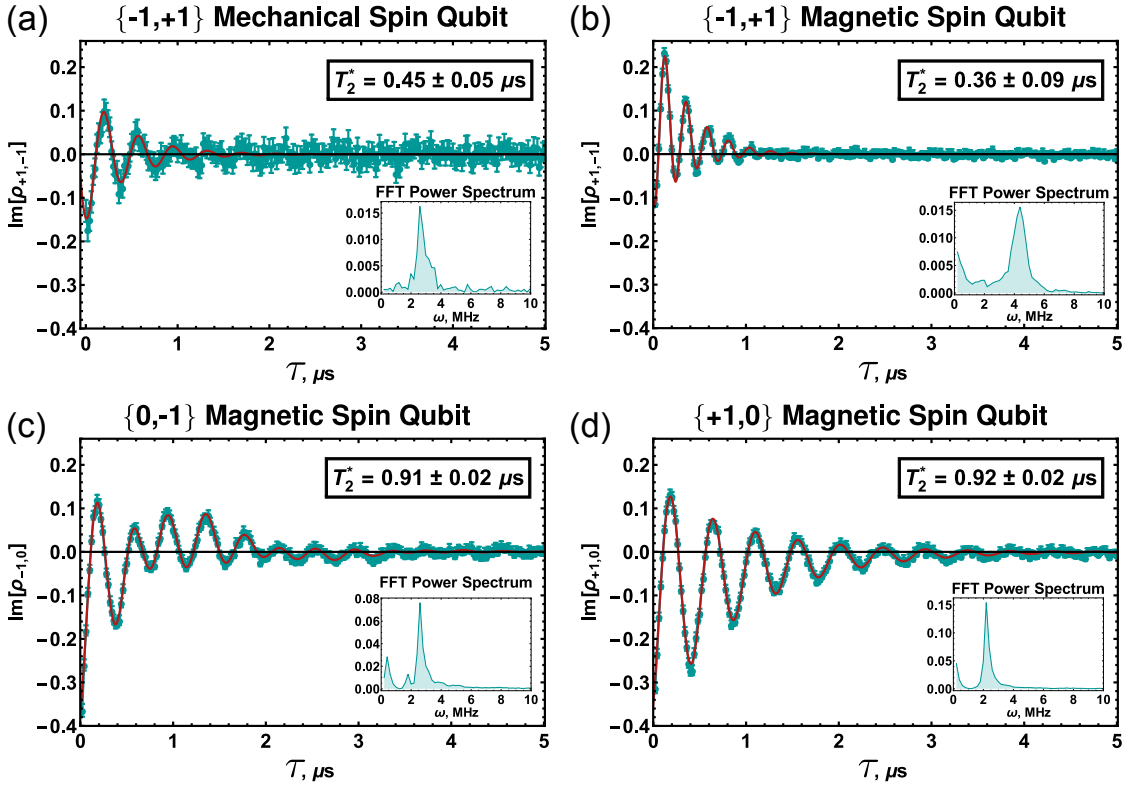 (a) {-1,+1} Mechanical Spin Qubit
T₂* = 0.45 ± 0.05 μs
Im[ρ₊₁,₋₁]
0.2
0.1
0.0
−0.1
−0.2
−0.3
−0.4
FFT Power Spectrum
0.015
0.010
0.005
0.000
0 2 4 6 8 10
ω, MHz
0 1 2 3 4 5
τ, μs
(b) {-1,+1} Magnetic Spin Qubit
T₂* = 0.36 ± 0.09 μs
Im[ρ₊₁,₋₁]
0.2
0.1
0.0
−0.1
−0.2
−0.3
−0.4
FFT Power Spectrum
0.015
0.010
0.005
0.000
0 2 4 6 8 10
ω, MHz
0 1 2 3 4 5
τ, μs
(c) {0,-1} Magnetic Spin Qubit
T₂* = 0.91 ± 0.02 μs
Im[ρ₋₁,₀]
0.2
0.1
0.0
−0.1
−0.2
−0.3
−0.4
FFT Power Spectrum
0.08
0.06
0.04
0.02
0.00
0 2 4 6 8 10
ω, MHz
0 1 2 3 4 5
τ, μs
(d) {+1,0} Magnetic Spin Qubit
T₂* = 0.92 ± 0.02 μs
Im[ρ₊₁,₀]
0.2
0.1
0.0
−0.1
−0.2
−0.3
−0.4
FFT Power Spectrum
0.15
0.10
0.05
0.00
0 2 4 6 8 10
ω, MHz
0 1 2 3 4 5
τ, μs